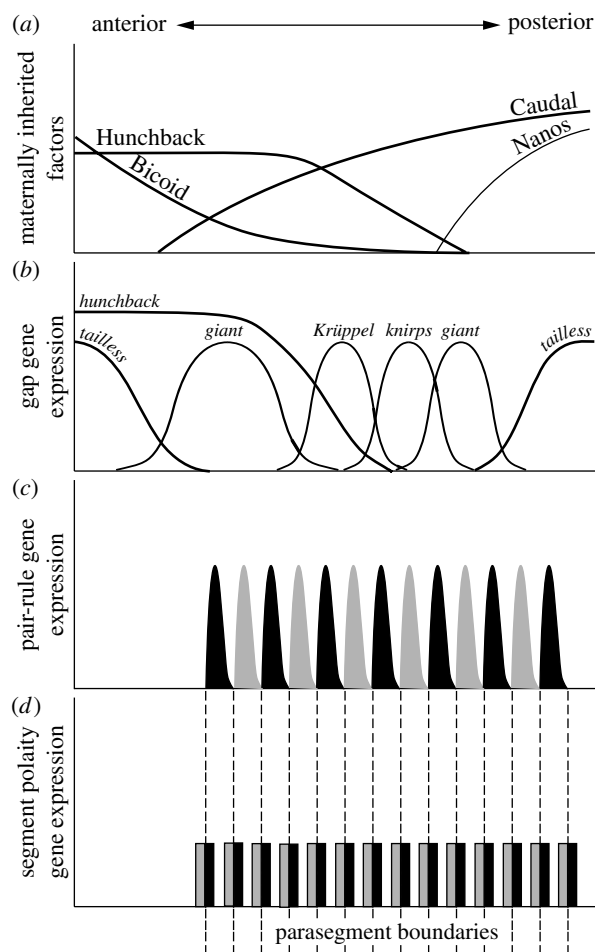 (a) anterior posterior
maternally inherited
factors
Hunchback
Bicoid
Caudal
Nanos
(b)
gap gene
expression
hunchback
tailless
giant
Krüppel
knirps
giant
tailless
(c)
pair-rule gene
expression
(d)
segment polaity
gene expression
parasegment boundaries